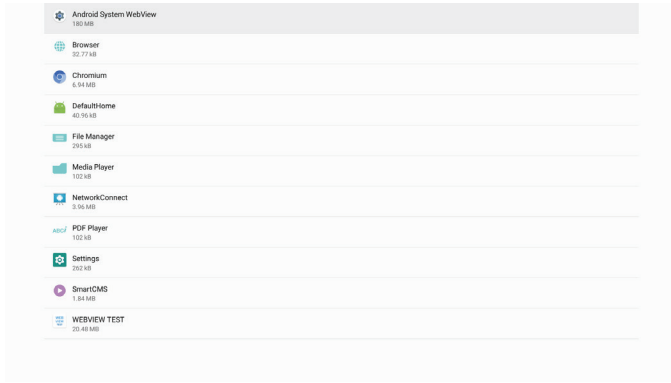 Android System WebView
180 MB
Browser
32.77 kB
Chromium
6.94 MB
DefaultHome
40.96 kB
File Manager
295 kB
Media Player
102 kB
NetworkConnect
3.96 MB
PDF Player
102 kB
Settings
262 kB
SmartCMS
1.84 MB
WEBVIEW TEST
20.48 MB